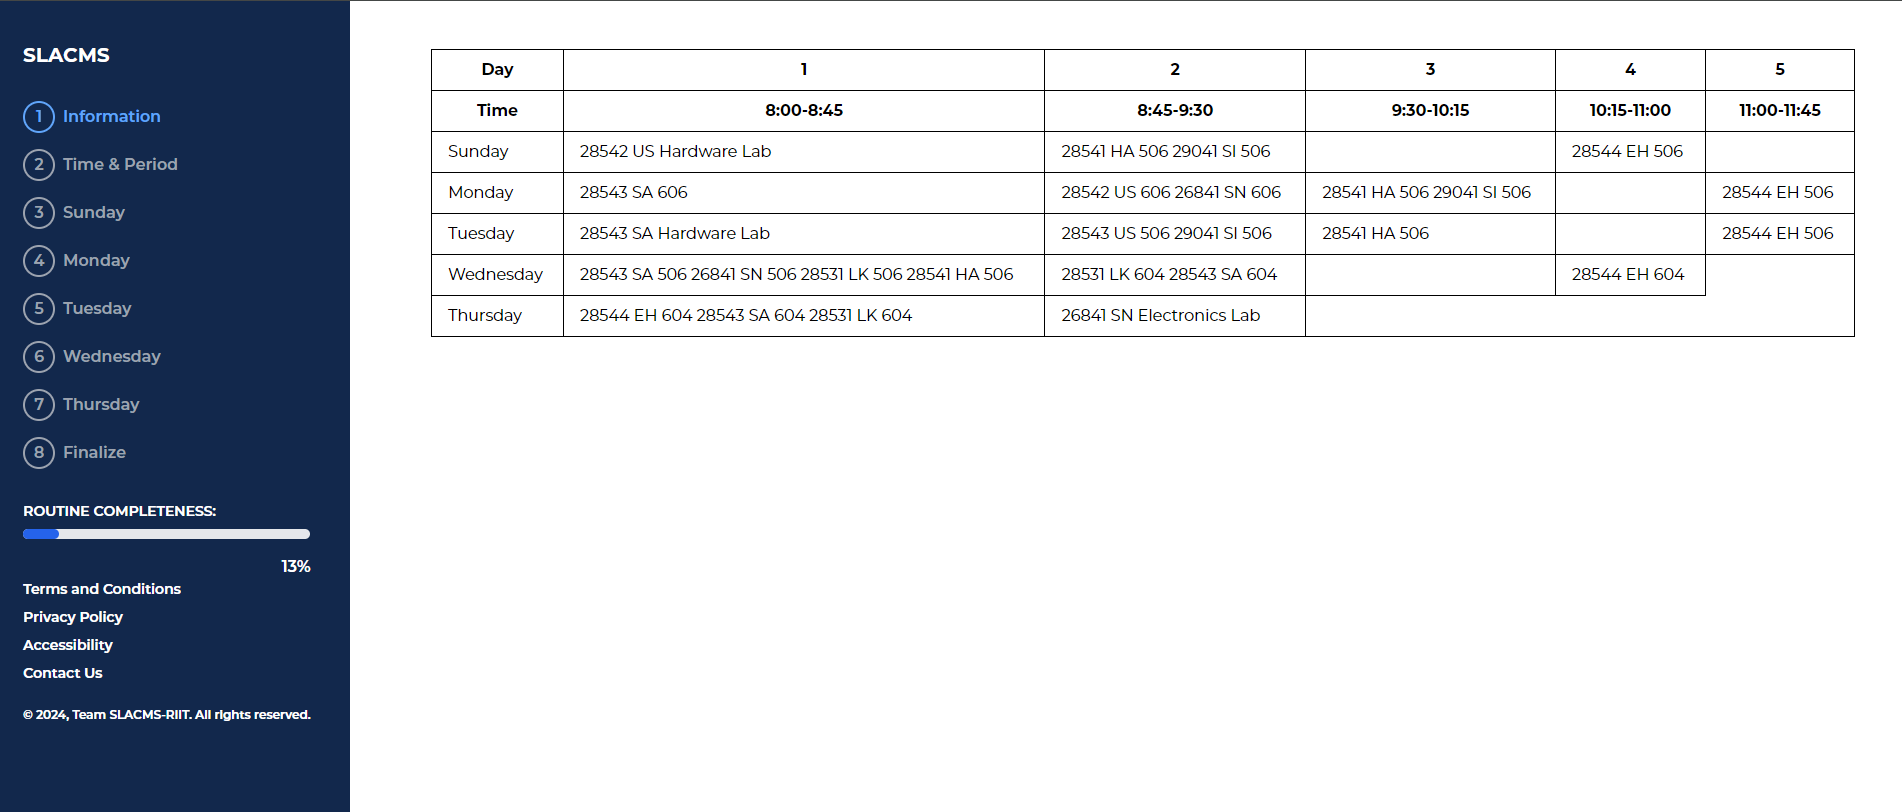 SLACMS
1 Information
2 Time & Period
3 Sunday
4 Monday
5 Tuesday
6 Wednesday
7 Thursday
8 Finalize
ROUTINE COMPLETENESS:
13%
Terms and Conditions
Privacy Policy
Accessibility
Contact Us
© 2024, Team SLACMS-RIIT. All rights reserved.
Day 1 2 3 4 5
Time 8:00-8:45 8:45-9:30 9:30-10:15 10:15-11:00 11:00-11:45
Sunday 28542 US Hardware Lab 28541 HA 506 29041 SI 506 28544 EH 506
Monday 28543 SA 606 28542 US 606 26841 SN 606 28541 HA 506 29041 SI 506 28544 EH 506
Tuesday 28543 SA Hardware Lab 28543 US 506 29041 SI 506 28541 HA 506 28544 EH 506
Wednesday 28543 SA 506 26841 SN 506 28531 LK 506 28541 HA 506 28531 LK 604 28543 SA 604 28544 EH 604
Thursday 28544 EH 604 28543 SA 604 28531 LK 604 26841 SN Electronics Lab